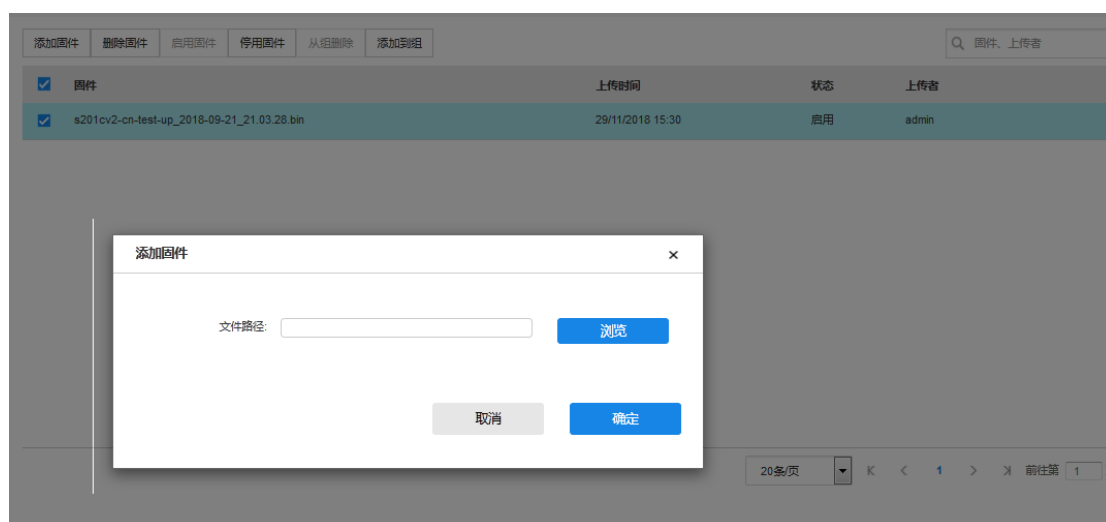 添加固件 删除固件 启用固件 停用固件 从组删除 添加到组 固件、上传者
固件 上传时间 状态 上传者
s201cv2-cn-test-up_2018-09-21_21.03.28.bin 29/11/2018 15:30 启用 admin
添加固件 ×
文件路径: 浏览
取消 确定
20条/页 1 前往第 1